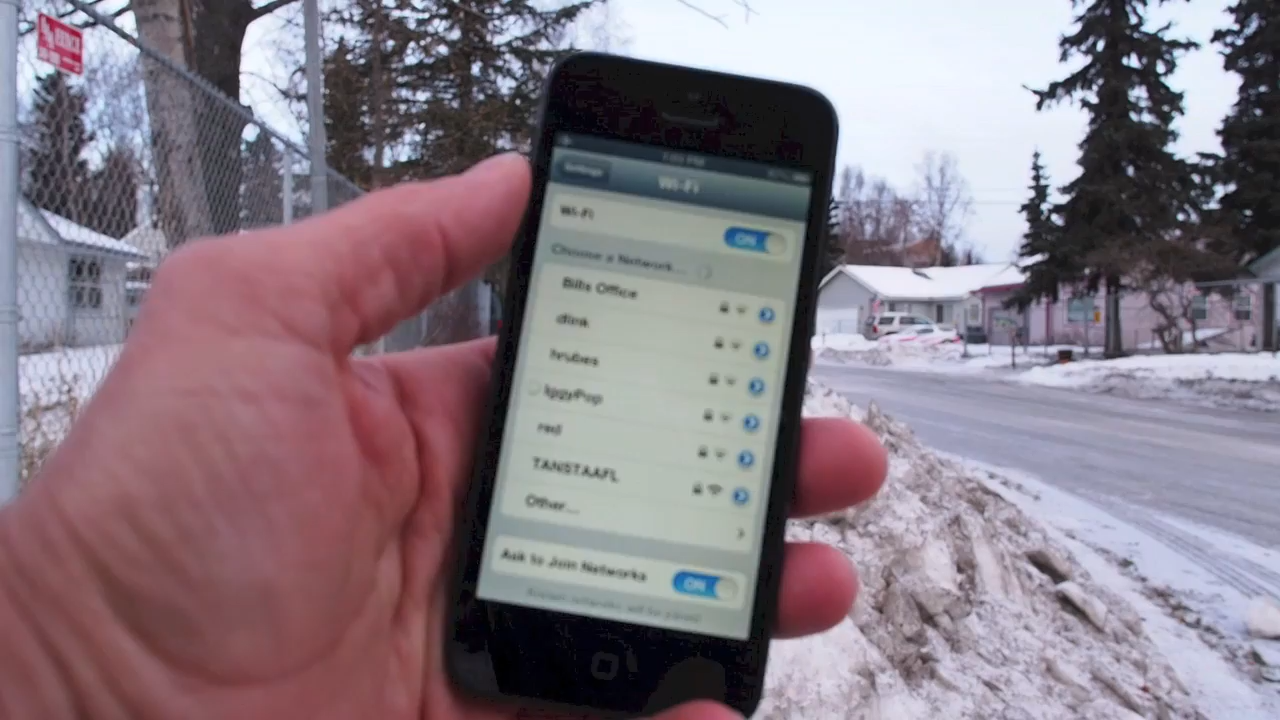 Settings
Wi-Fi
Wi-Fi
ON
Choose a Network...
Bills Office
dlink
hrubes
IggyPop
red
TANSTAAFL
Other...
Ask to Join Networks
ON